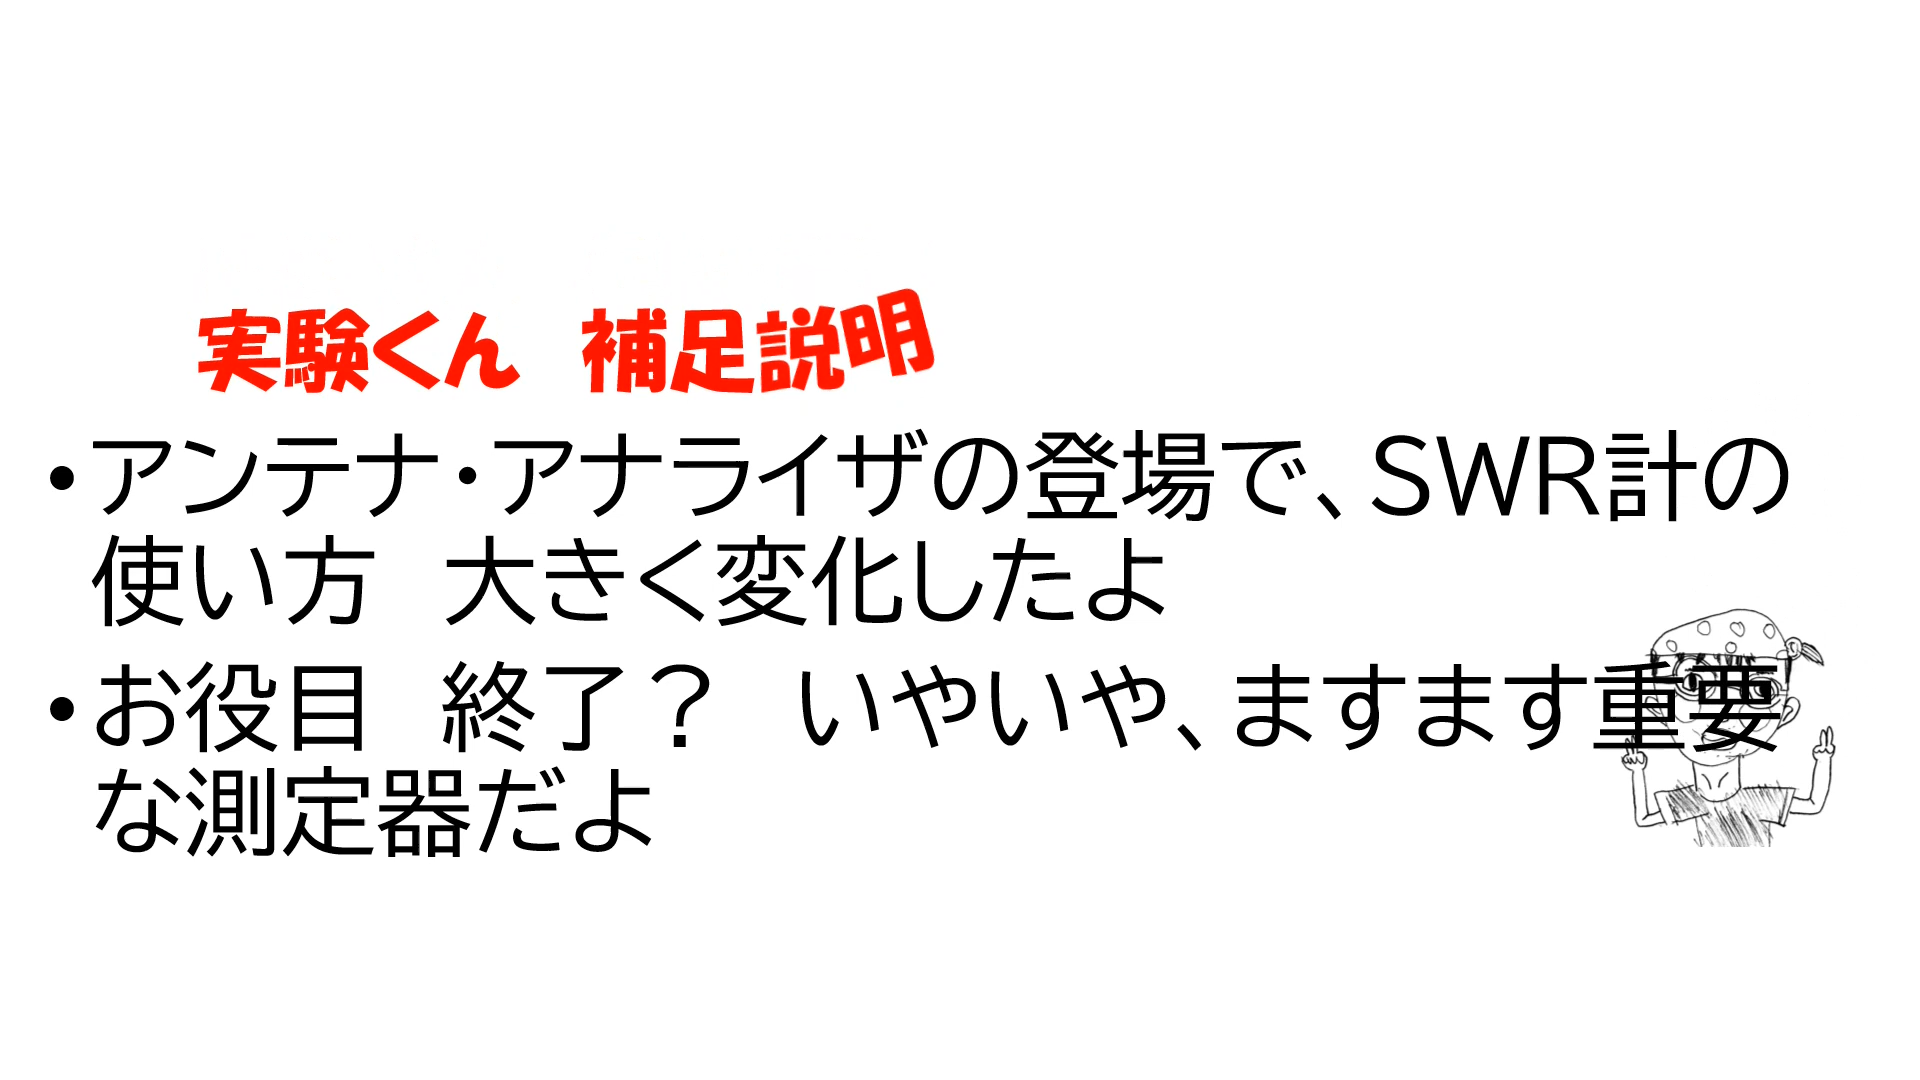 実験くん　補足説明
•アンテナ・アナライザの登場で、SWR計の
使い方　大きく変化したよ
•お役目　終了？　いやいや、ますます重要
な測定器だよ